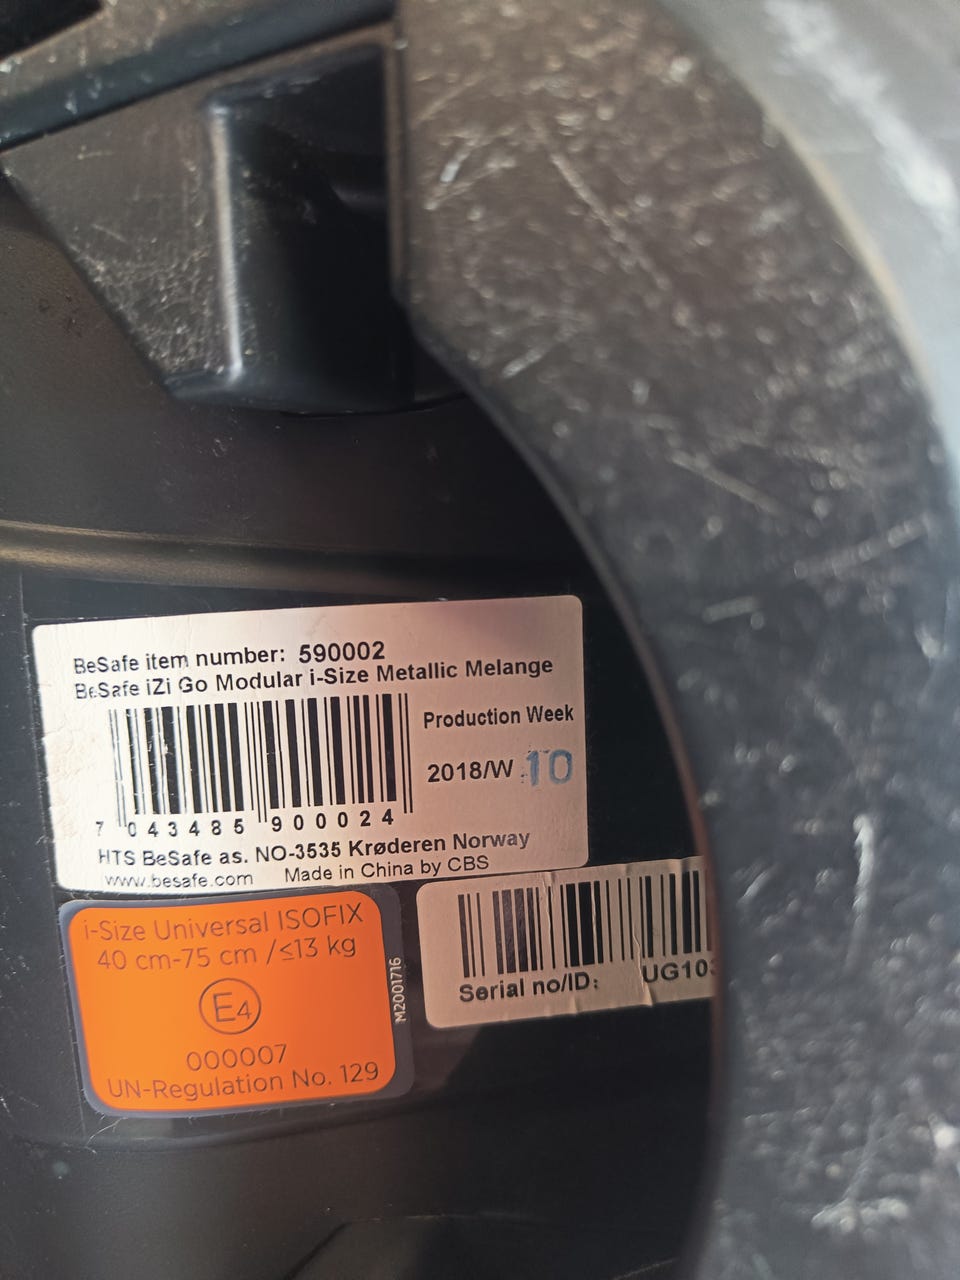 BeSafe item number: 590002
BeSafe iZi Go Modular i-Size Metallic Melange
Production Week
2018/W 10
7 043485 900024
HTS BeSafe as. NO-3535 Krøderen Norway
www.besafe.com Made in China by CBS
i-Size Universal ISOFIX
40 cm-75 cm /≤13 kg
E4
000007
UN-Regulation No. 129
M2001716
Serial no/ID: UG103